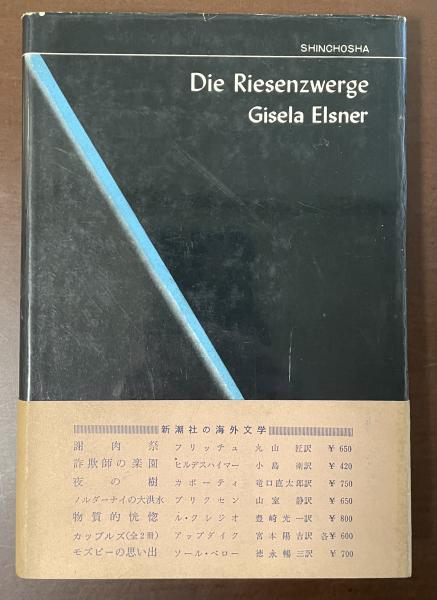 SHINCHOSHA
Die Riesenzwerge
Gisela Elsner
新潮社の海外文学
謝肉祭 フリッチュ 丸山匠訳 ¥650
詐欺師の楽園 ヒルデスハイマー 小島衛訳 ¥420
夜の樹 カポーティ 竜口直太郎訳 ¥750
ノルダーナイの大洪水 ブリクセン 山室静訳 ¥650
物質的恍惚 ル・クレジオ 豊崎光一訳 ¥800
カップルズ(全2冊) アップダイク 宮本陽吉訳 各¥600
モズビーの思い出 ソール・ベロー 徳永暢三訳 ¥700